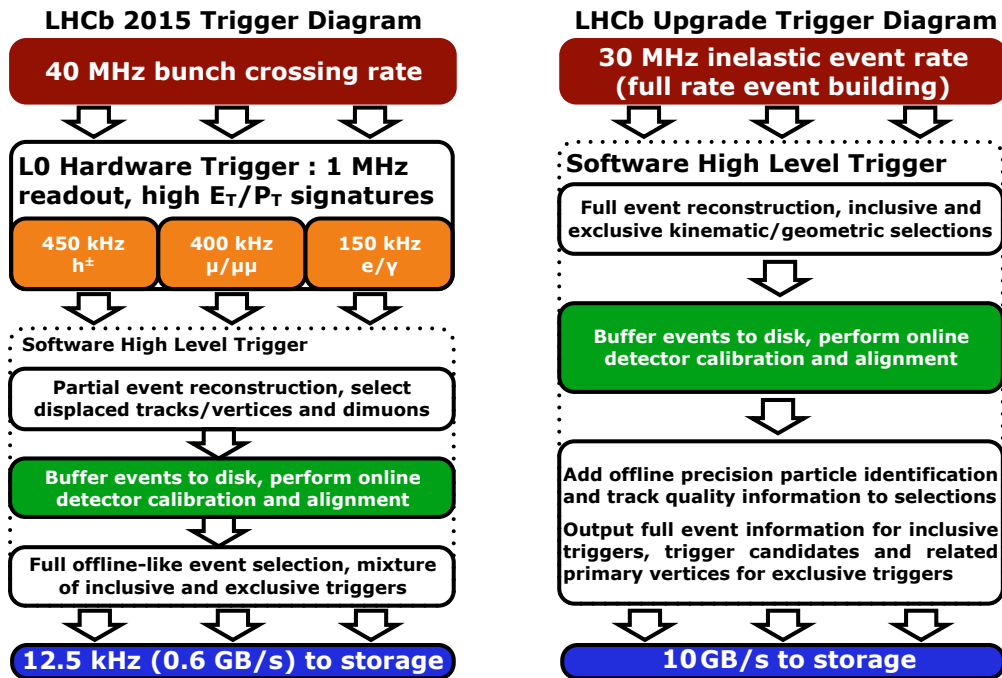 LHCb 2015 Trigger Diagram
40 MHz bunch crossing rate
L0 Hardware Trigger : 1 MHz
readout, high E_T/P_T signatures
450 kHz
h±
400 kHz
µ/µµ
150 kHz
e/γ
Software High Level Trigger
Partial event reconstruction, select
displaced tracks/vertices and dimuons
Buffer events to disk, perform online
detector calibration and alignment
Full offline-like event selection, mixture
of inclusive and exclusive triggers
12.5 kHz (0.6 GB/s) to storage
LHCb Upgrade Trigger Diagram
30 MHz inelastic event rate
(full rate event building)
Software High Level Trigger
Full event reconstruction, inclusive and
exclusive kinematic/geometric selections
Buffer events to disk, perform online
detector calibration and alignment
Add offline precision particle identification
and track quality information to selections
Output full event information for inclusive
triggers, trigger candidates and related
primary vertices for exclusive triggers
10 GB/s to storage